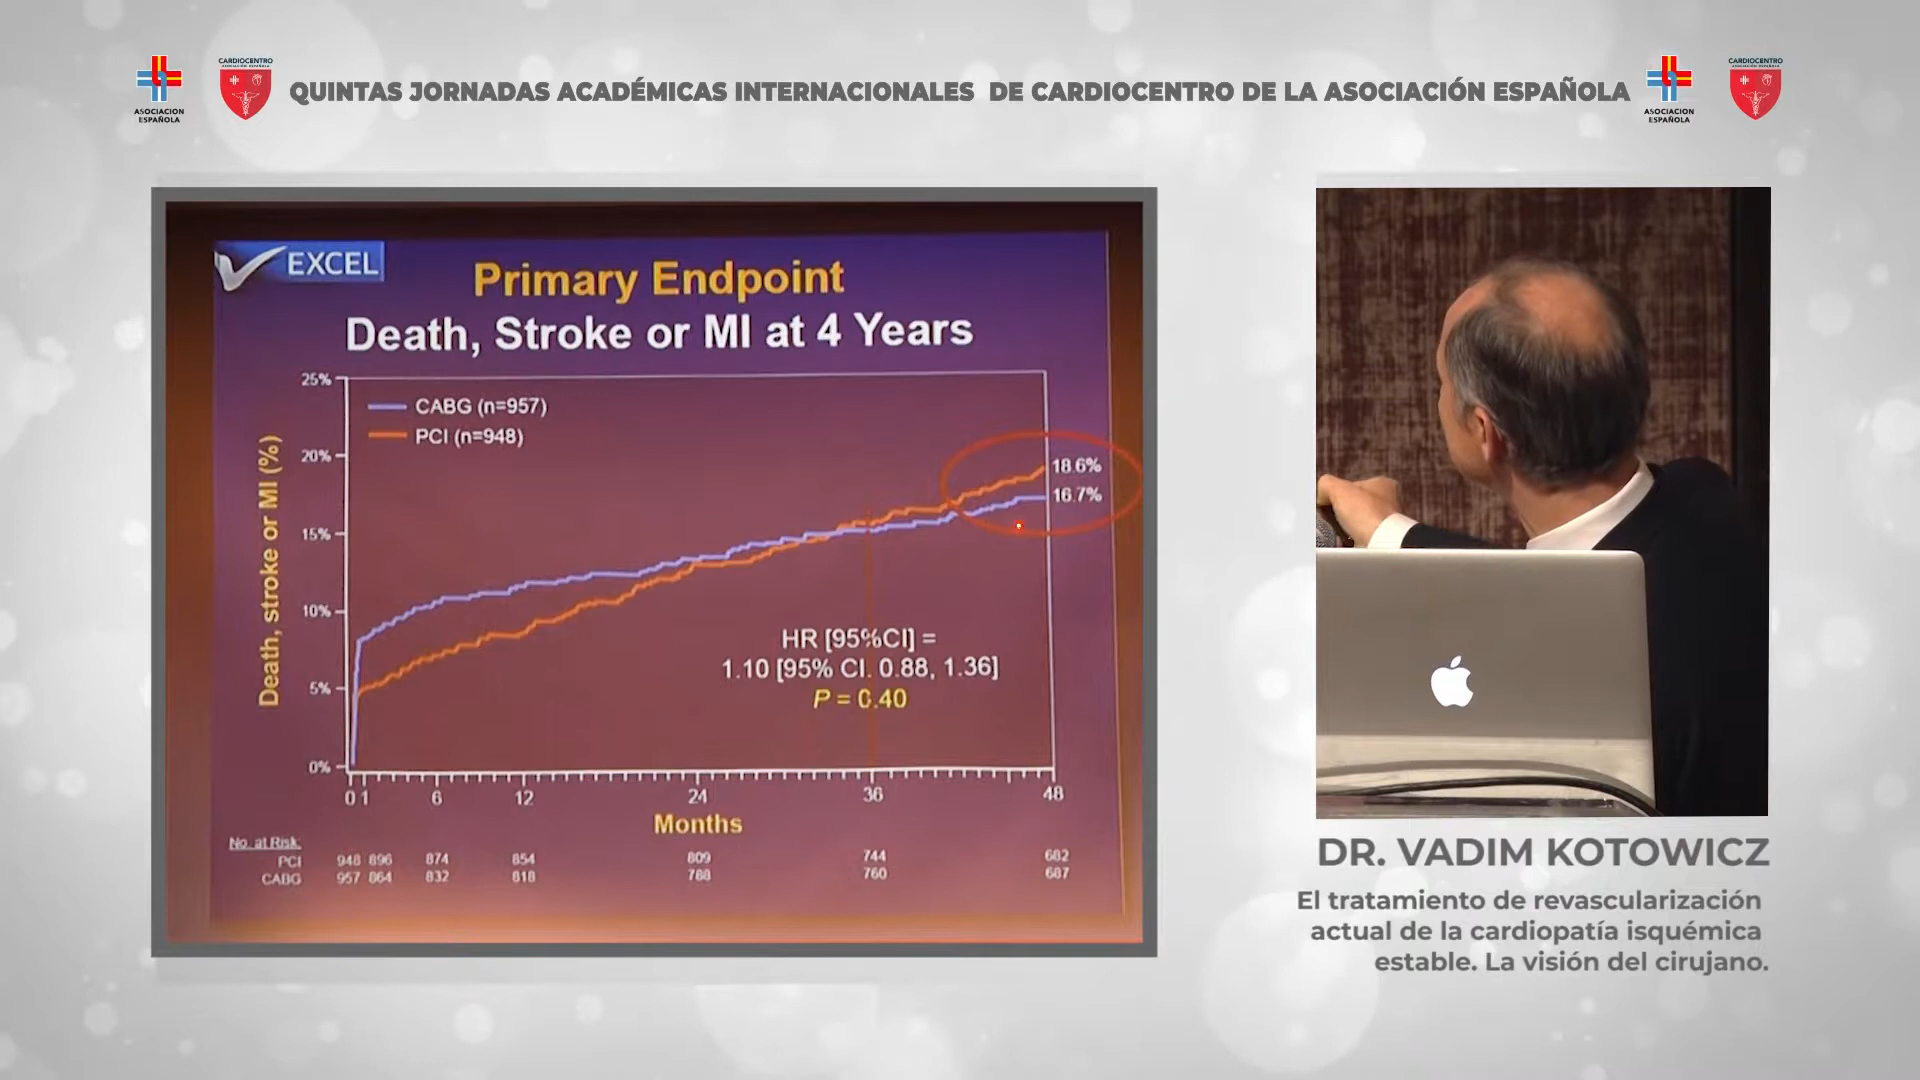 CARDIOCENTRO
ASOCIACIÓN ESPAÑOLA
ASOCIACION
ESPAÑOLA
QUINTAS JORNADAS ACADÉMICAS INTERNACIONALES DE CARDIOCENTRO DE LA ASOCIACIÓN ESPAÑOLA
CARDIOCENTRO
ASOCIACIÓN ESPAÑOLA
ASOCIACION
ESPAÑOLA
EXCEL
Primary Endpoint
Death, Stroke or MI at 4 Years
Death, stroke or MI (%)
25%
20%
15%
10%
5%
0%
CABG (n=957)
PCI (n=948)
18.6%
16.7%
HR [95%CI] =
1.10 [95% CI. 0.88, 1.36]
P = 0.40
0 1 6 12 24 36 48
Months
No. at Risk:
PCI 948 896 874 854 809 744 682
CABG 957 864 832 818 788 760 687
DR. VADIM KOTOWICZ
El tratamiento de revascularización
actual de la cardiopatía isquémica
estable. La visión del cirujano.